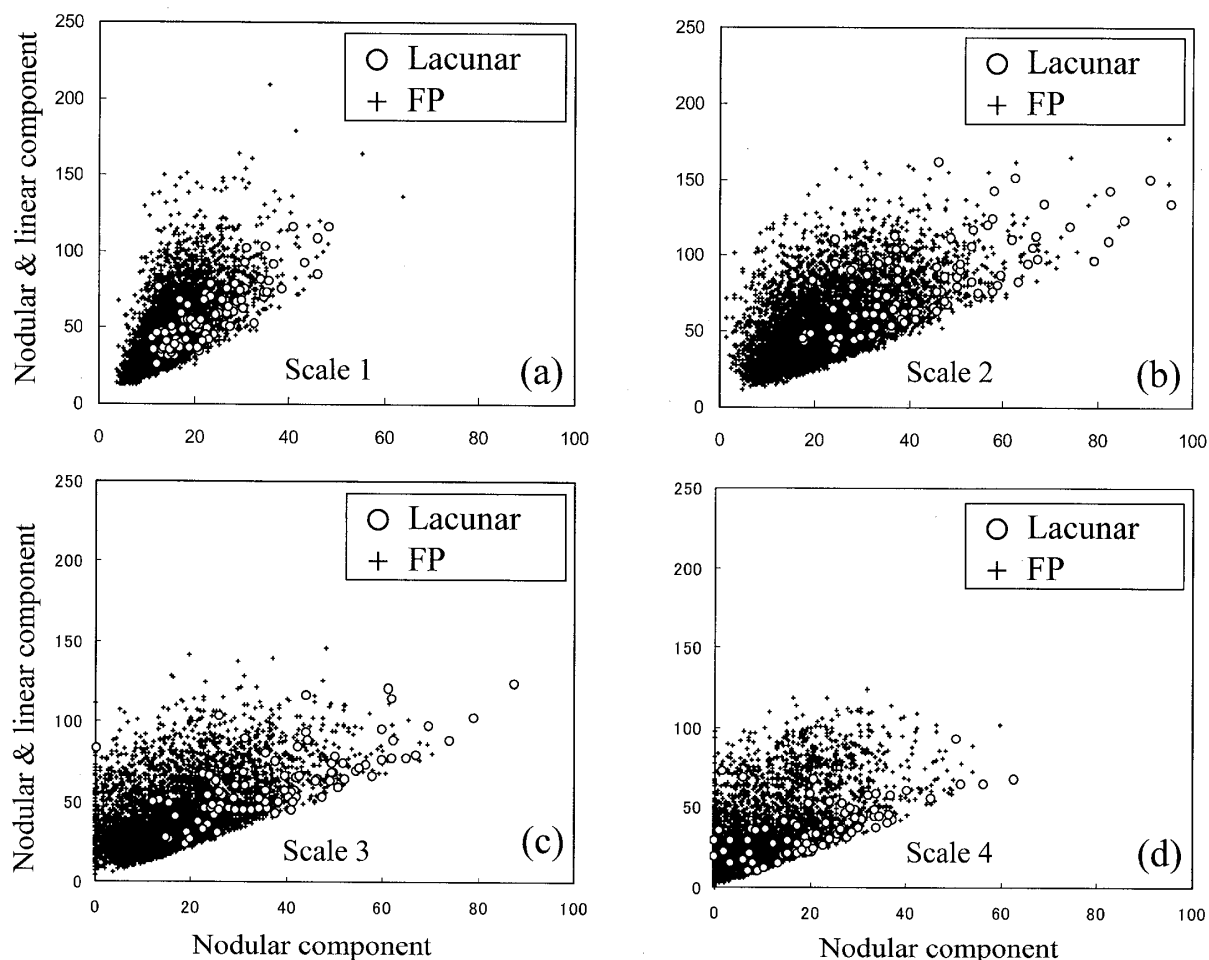 250
200
150
100
50
0
Nodular & linear component
Lacunar
FP
Scale 1
(a)
0 20 40 60 80 100
250
200
150
100
50
0
Lacunar
FP
Scale 2
(b)
0 20 40 60 80 100
250
200
150
100
50
0
Nodular & linear component
Lacunar
FP
Scale 3
(c)
0 20 40 60 80 100
Nodular component
250
200
150
100
50
0
Lacunar
FP
Scale 4
(d)
0 20 40 60 80 100
Nodular component